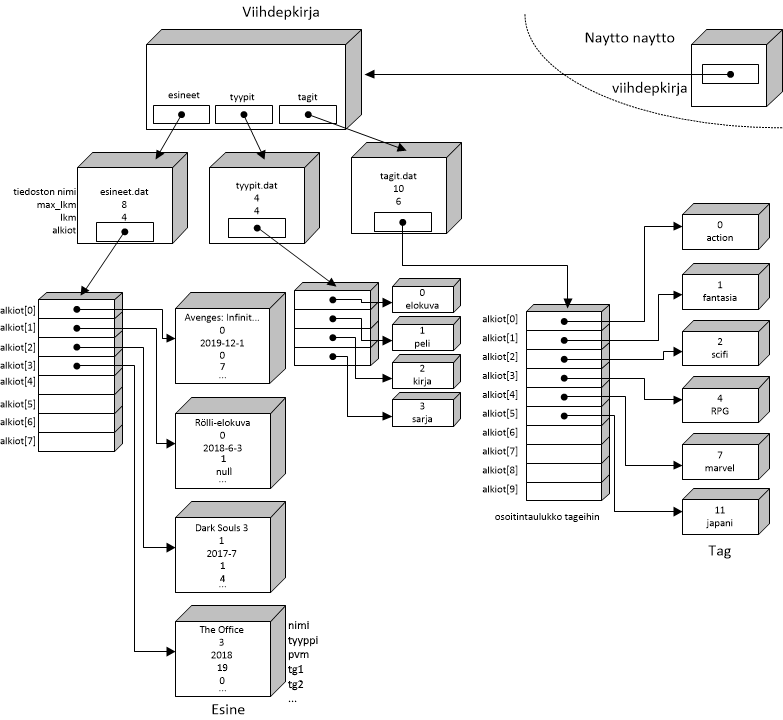 Viihdepkirja
Naytto naytto
viihdepkirja
esineet
tyypit
tagit
tiedoston nimi
max_lkm
lkm
alkiot
esineet.dat
8
4
tyypit.dat
4
4
tagit.dat
10
6
alkiot[0]
alkiot[1]
alkiot[2]
alkiot[3]
alkiot[4]
alkiot[5]
alkiot[6]
alkiot[7]
Avenges: Infinit...
0
2019-12-1
0
7
...
Rölli-elokuva
0
2018-6-3
1
null
...
Dark Souls 3
1
2017-7
1
4
...
The Office
3
2018
19
0
...
nimi
tyyppi
pvm
tg1
tg2
...
Esine
0
elokuva
1
peli
2
kirja
3
sarja
alkiot[0]
alkiot[1]
alkiot[2]
alkiot[3]
alkiot[4]
alkiot[5]
alkiot[6]
alkiot[7]
alkiot[8]
alkiot[9]
osoitintaulukko tageihin
0
action
1
fantasia
2
scifi
4
RPG
7
marvel
11
japani
Tag